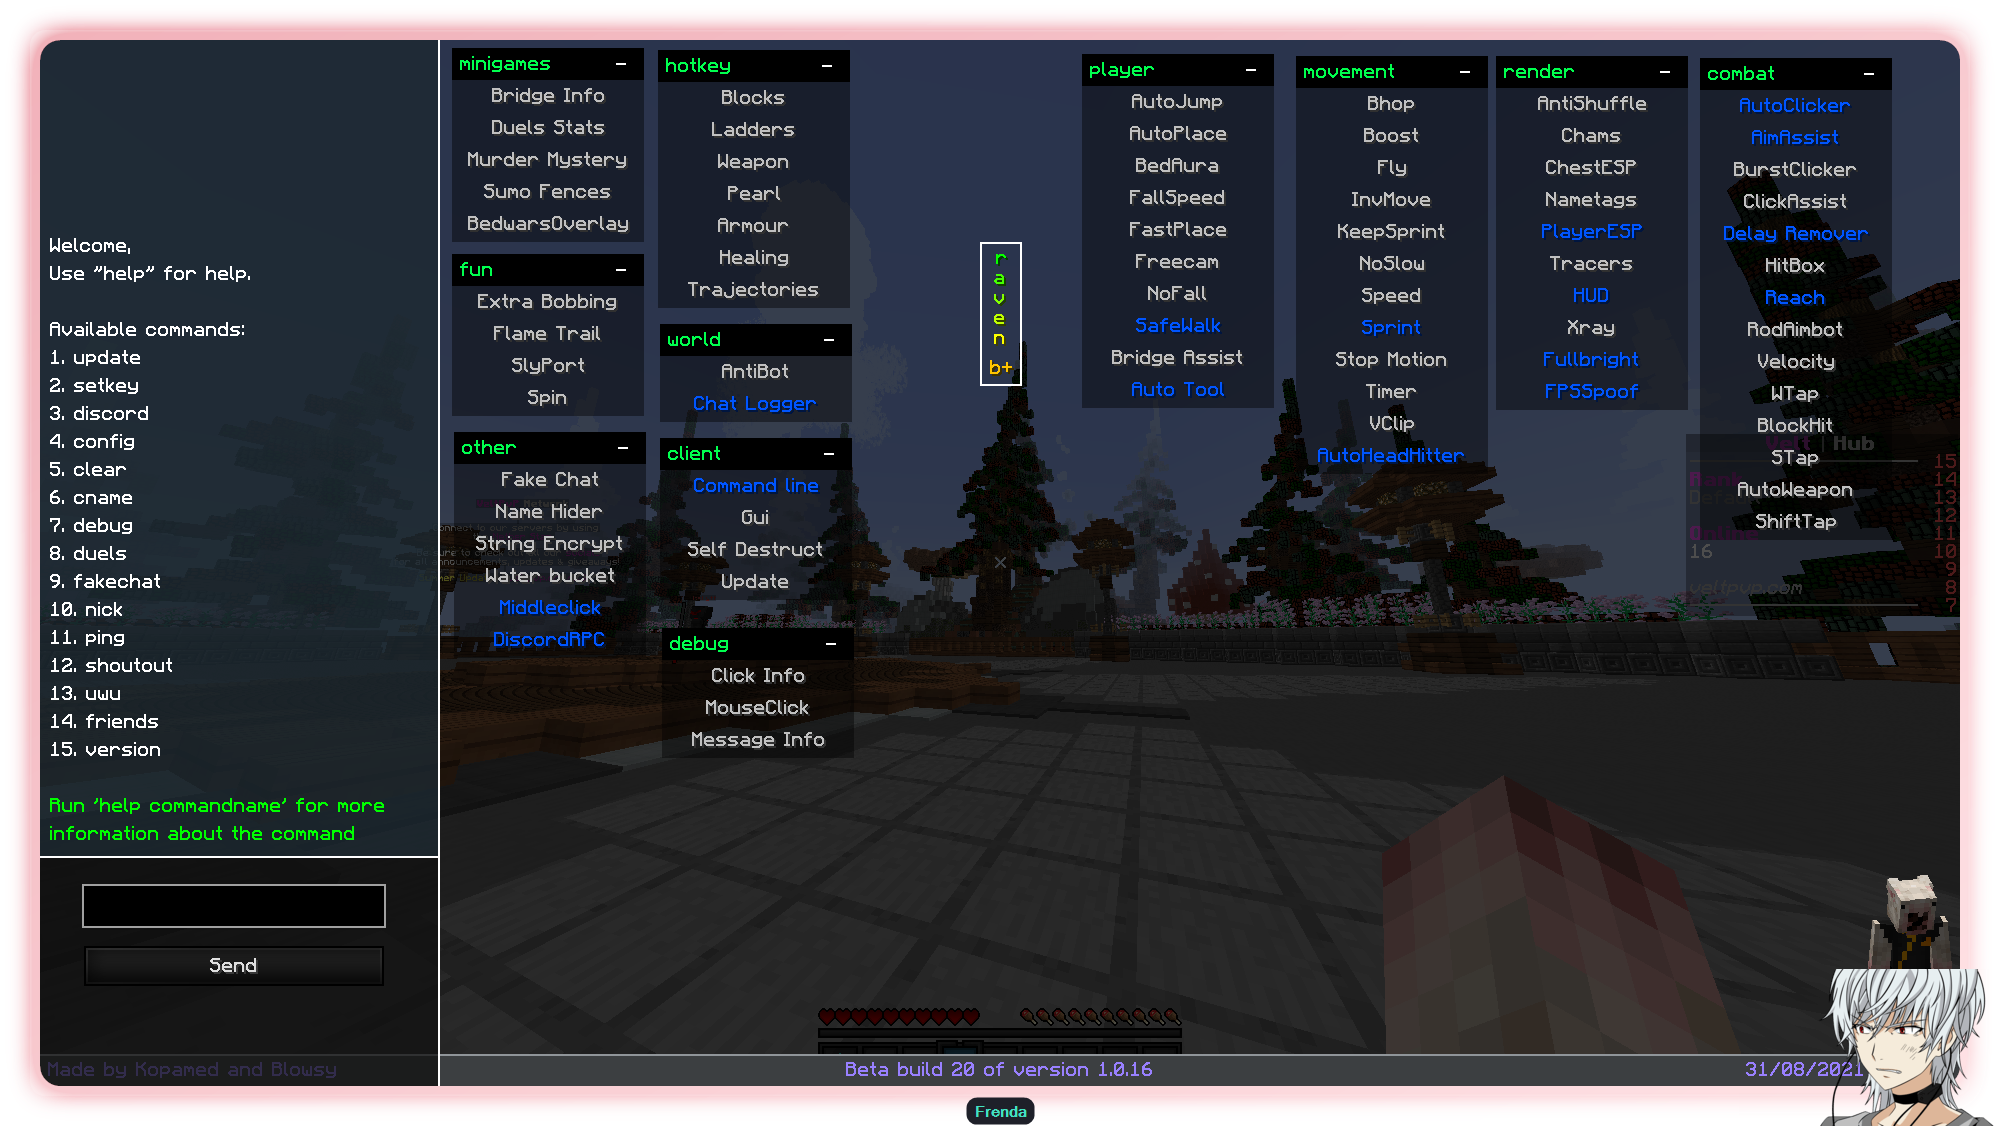 Welcome,
Use "help" for help.
Available commands:
1. update
2. setkey
3. discord
4. config
5. clear
6. cname
7. debug
8. duels
9. fakechat
10. nick
11. ping
12. shoutout
13. uwu
14. friends
15. version
Run 'help commandname' for more
information about the command
Send
Made by Kopamed and Blowsy
minigames
Bridge Info
Duels Stats
Murder Mystery
Sumo Fences
BedwarsOverlay
fun
Extra Bobbing
Flame Trail
SlyPort
Spin
other
Fake Chat
Name Hider
String Encrypt
Water bucket
Middleclick
DiscordRPC
hotkey
Blocks
Ladders
Weapon
Pearl
Armour
Healing
Trajectories
world
AntiBot
Chat Logger
client
Command line
Gui
Self Destruct
Update
debug
Click Info
MouseClick
Message Info
raven
b+
player
AutoJump
AutoPlace
BedAura
FallSpeed
FastPlace
Freecam
NoFall
SafeWalk
Bridge Assist
Auto Tool
movement
Bhop
Boost
Fly
InvMove
KeepSprint
NoSlow
Speed
Sprint
Stop Motion
Timer
VClip
AutoHeadHitter
render
AntiShuffle
Chams
ChestESP
Nametags
PlayerESP
Tracers
HUD
Xray
Fullbright
FPSSpoof
combat
AutoClicker
AimAssist
BurstClicker
ClickAssist
Delay Remover
HitBox
Reach
RodAimbot
Velocity
WTap
BlockHit
STap
AutoWeapon
ShiftTap
| Hub
16
veltpvp.com
15
14
13
12
11
10
9
8
7
Beta build 20 of version 1.0.16
31/08/2021
Frenda